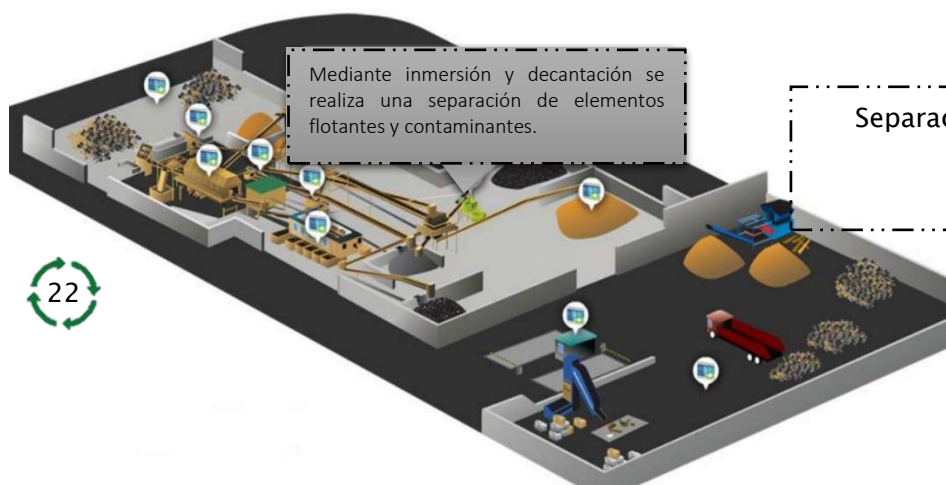 Mediante inmersión y decantación se
realiza una separación de elementos
flotantes y contaminantes.
Separac
22